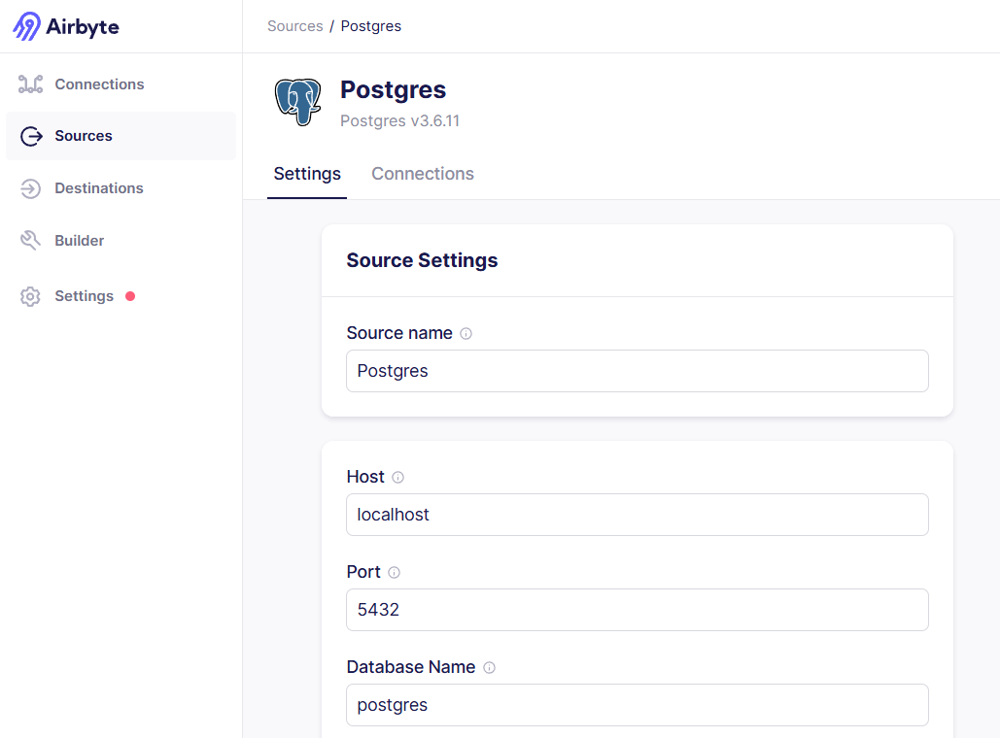 Airbyte
Sources / Postgres
Connections
Sources
Destinations
Builder
Settings
Postgres
Postgres v3.6.11
Settings Connections
Source Settings
Source name
Postgres
Host
localhost
Port
5432
Database Name
postgres